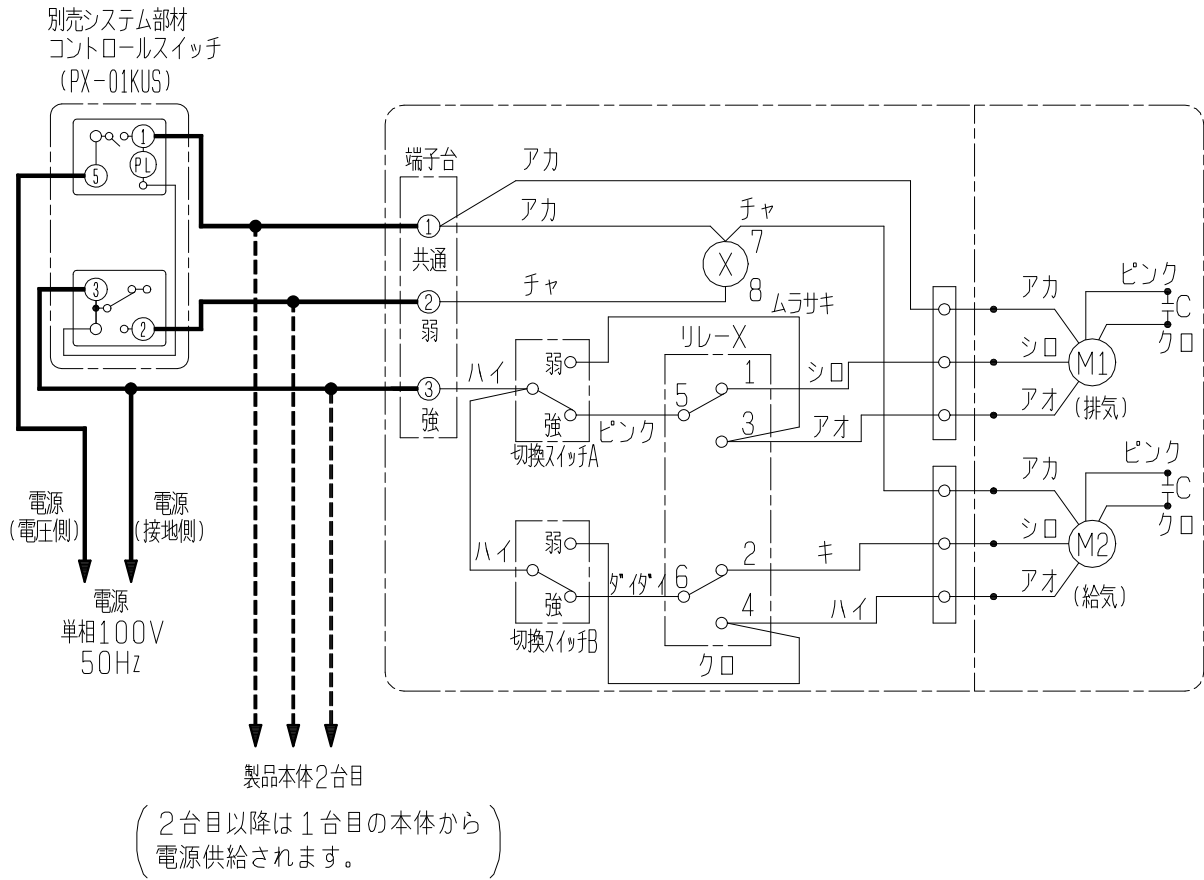 別売システム部材
コントロールスイッチ
(PX-01KUS)
1
PL
5
3
2
端子台
1
共通
2
弱
3
強
アカ
アカ
チャ
7
X
8
チャ
ムラサキ
リレーX
ハイ
弱
強
切換スイッチA
ピンク
5
1
3
シロ
アオ
ハイ
弱
強
切換スイッチB
ダイダイ
6
2
4
キ
ハイ
クロ
アカ
シロ
アオ
ピンク
C
クロ
M1
(排気)
アカ
シロ
アオ
ピンク
C
クロ
M2
(給気)
電源
(電圧側)
電源
(接地側)
電源
単相100V
50Hz
製品本体2台目
(2台目以降は1台目の本体から
電源供給されます。)